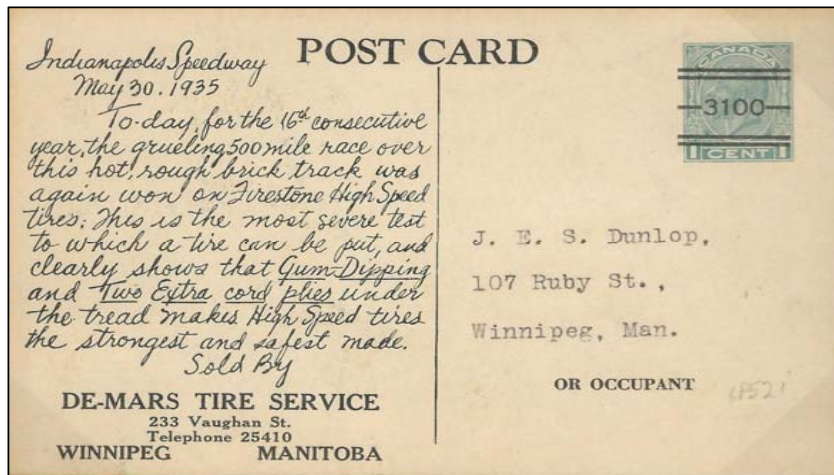 POST CARD
Indianapolis Speedway
May 30. 1935
To-day, for the 16th consecutive
year, the grueling 500 mile race over
this hot, rough brick track was
again won on Firestone High Speed
tires: This is the most severe test
to which a tire can be put, and
clearly shows that Gum-Dipping
and Two Extra cord plies under
the tread makes High Speed tires
the strongest and safest made.
Sold By
DE-MARS TIRE SERVICE
233 Vaughan St.
Telephone 25410
WINNIPEG MANITOBA
CANADA
3100
1 CENT 1
J. E. S. Dunlop,
107 Ruby St.,
Winnipeg, Man.
OR OCCUPANT